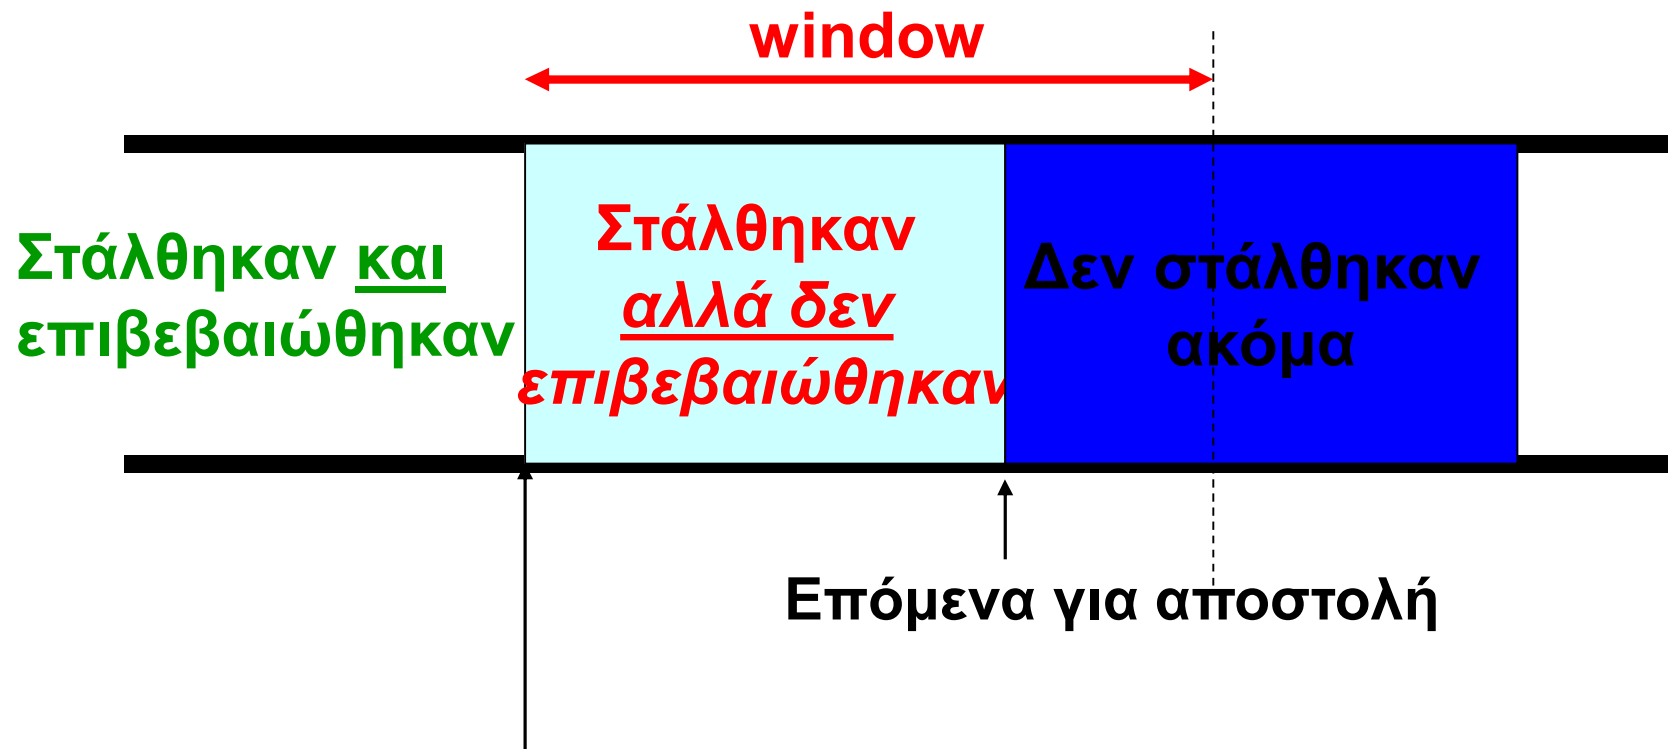 window
Στάλθηκαν και
επιβεβαιώθηκαν
Στάλθηκαν
αλλά δεν
επιβεβαιώθηκαν
Δεν στάλθηκαν
ακόμα
Επόμενα για αποστολή